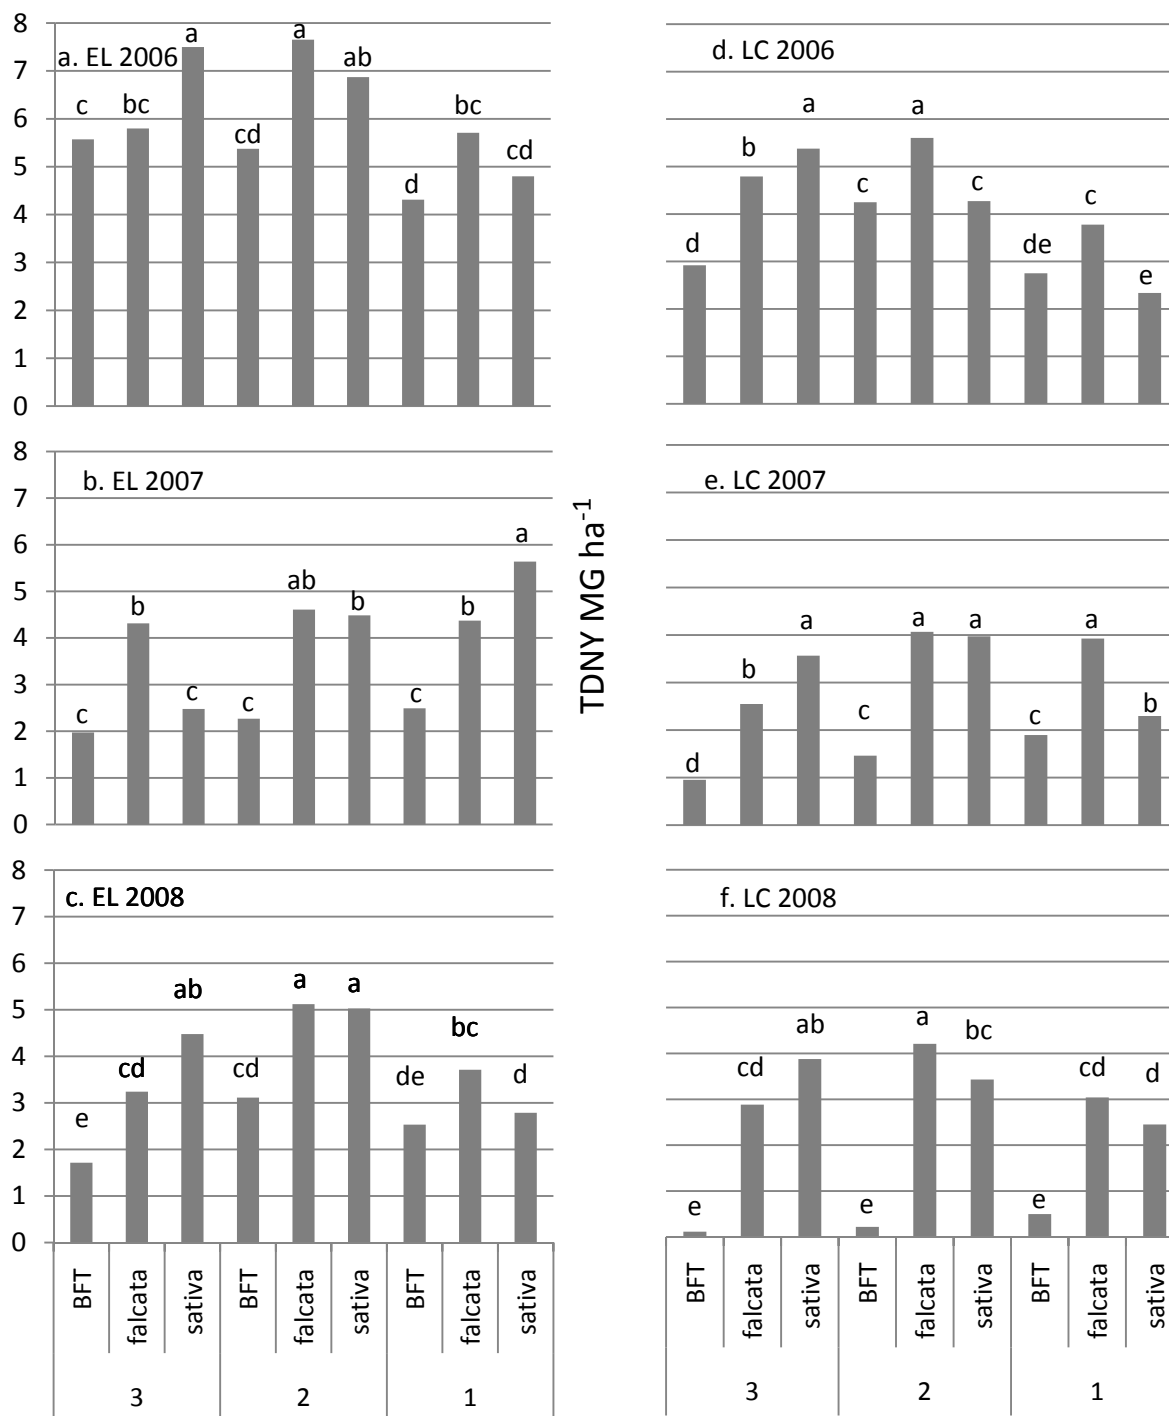 8
7
6
5
4
3
2
1
0
a. EL 2006
c
bc
a
cd
a
ab
d
bc
cd
8
7
6
5
4
3
2
1
0
b. EL 2007
c
b
c
c
ab
b
c
b
a
8
7
6
5
4
3
2
1
0
c. EL 2008
e
cd
ab
cd
a
a
de
bc
d
BFT
falcata
sativa
BFT
falcata
sativa
BFT
falcata
sativa
3
2
1
TDNY MG ha⁻¹
d. LC 2006
d
b
a
c
a
c
de
c
e
e. LC 2007
d
b
a
c
a
a
c
a
b
f. LC 2008
e
cd
ab
e
a
bc
e
cd
d
BFT
falcata
sativa
BFT
falcata
sativa
BFT
falcata
sativa
3
2
1